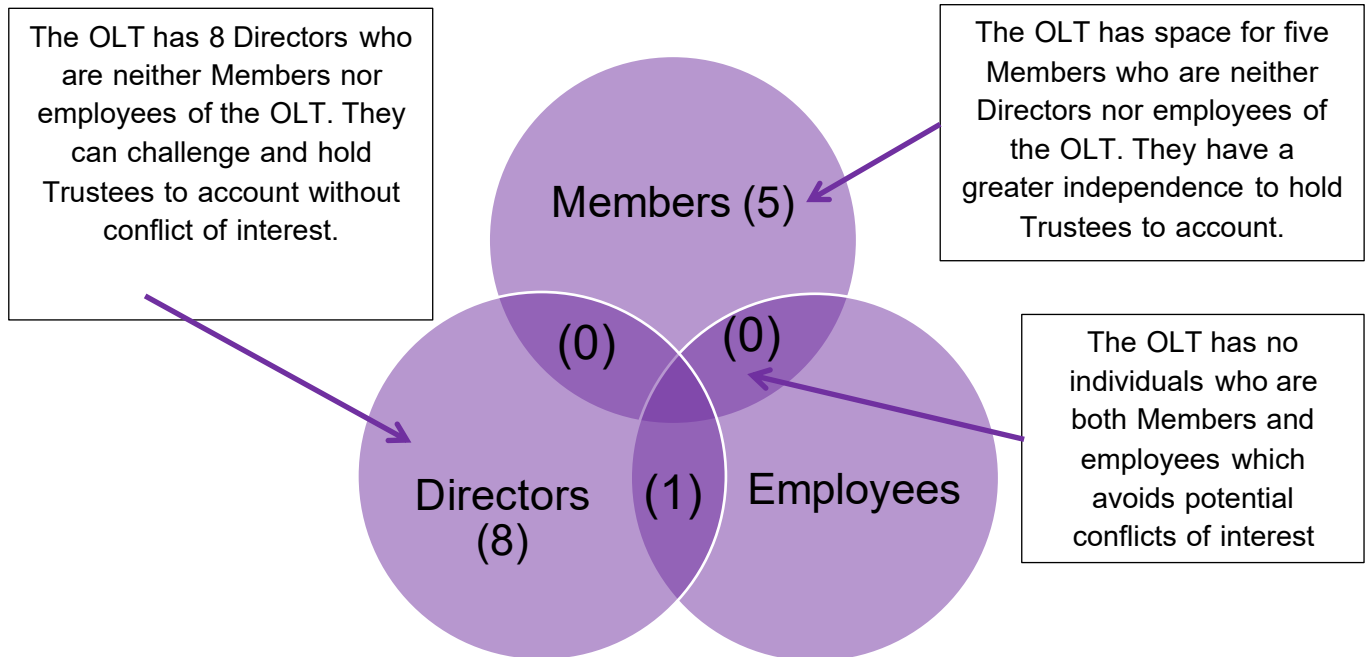 The OLT has 8 Directors who
are neither Members nor
employees of the OLT. They
can challenge and hold
Trustees to account without
conflict of interest.
The OLT has space for five
Members who are neither
Directors nor employees of
the OLT. They have a
greater independence to hold
Trustees to account.
Members (5)
(0)
(0)
The OLT has no
individuals who are
both Members and
employees which
avoids potential
conflicts of interest
Directors
(8)
(1)
Employees